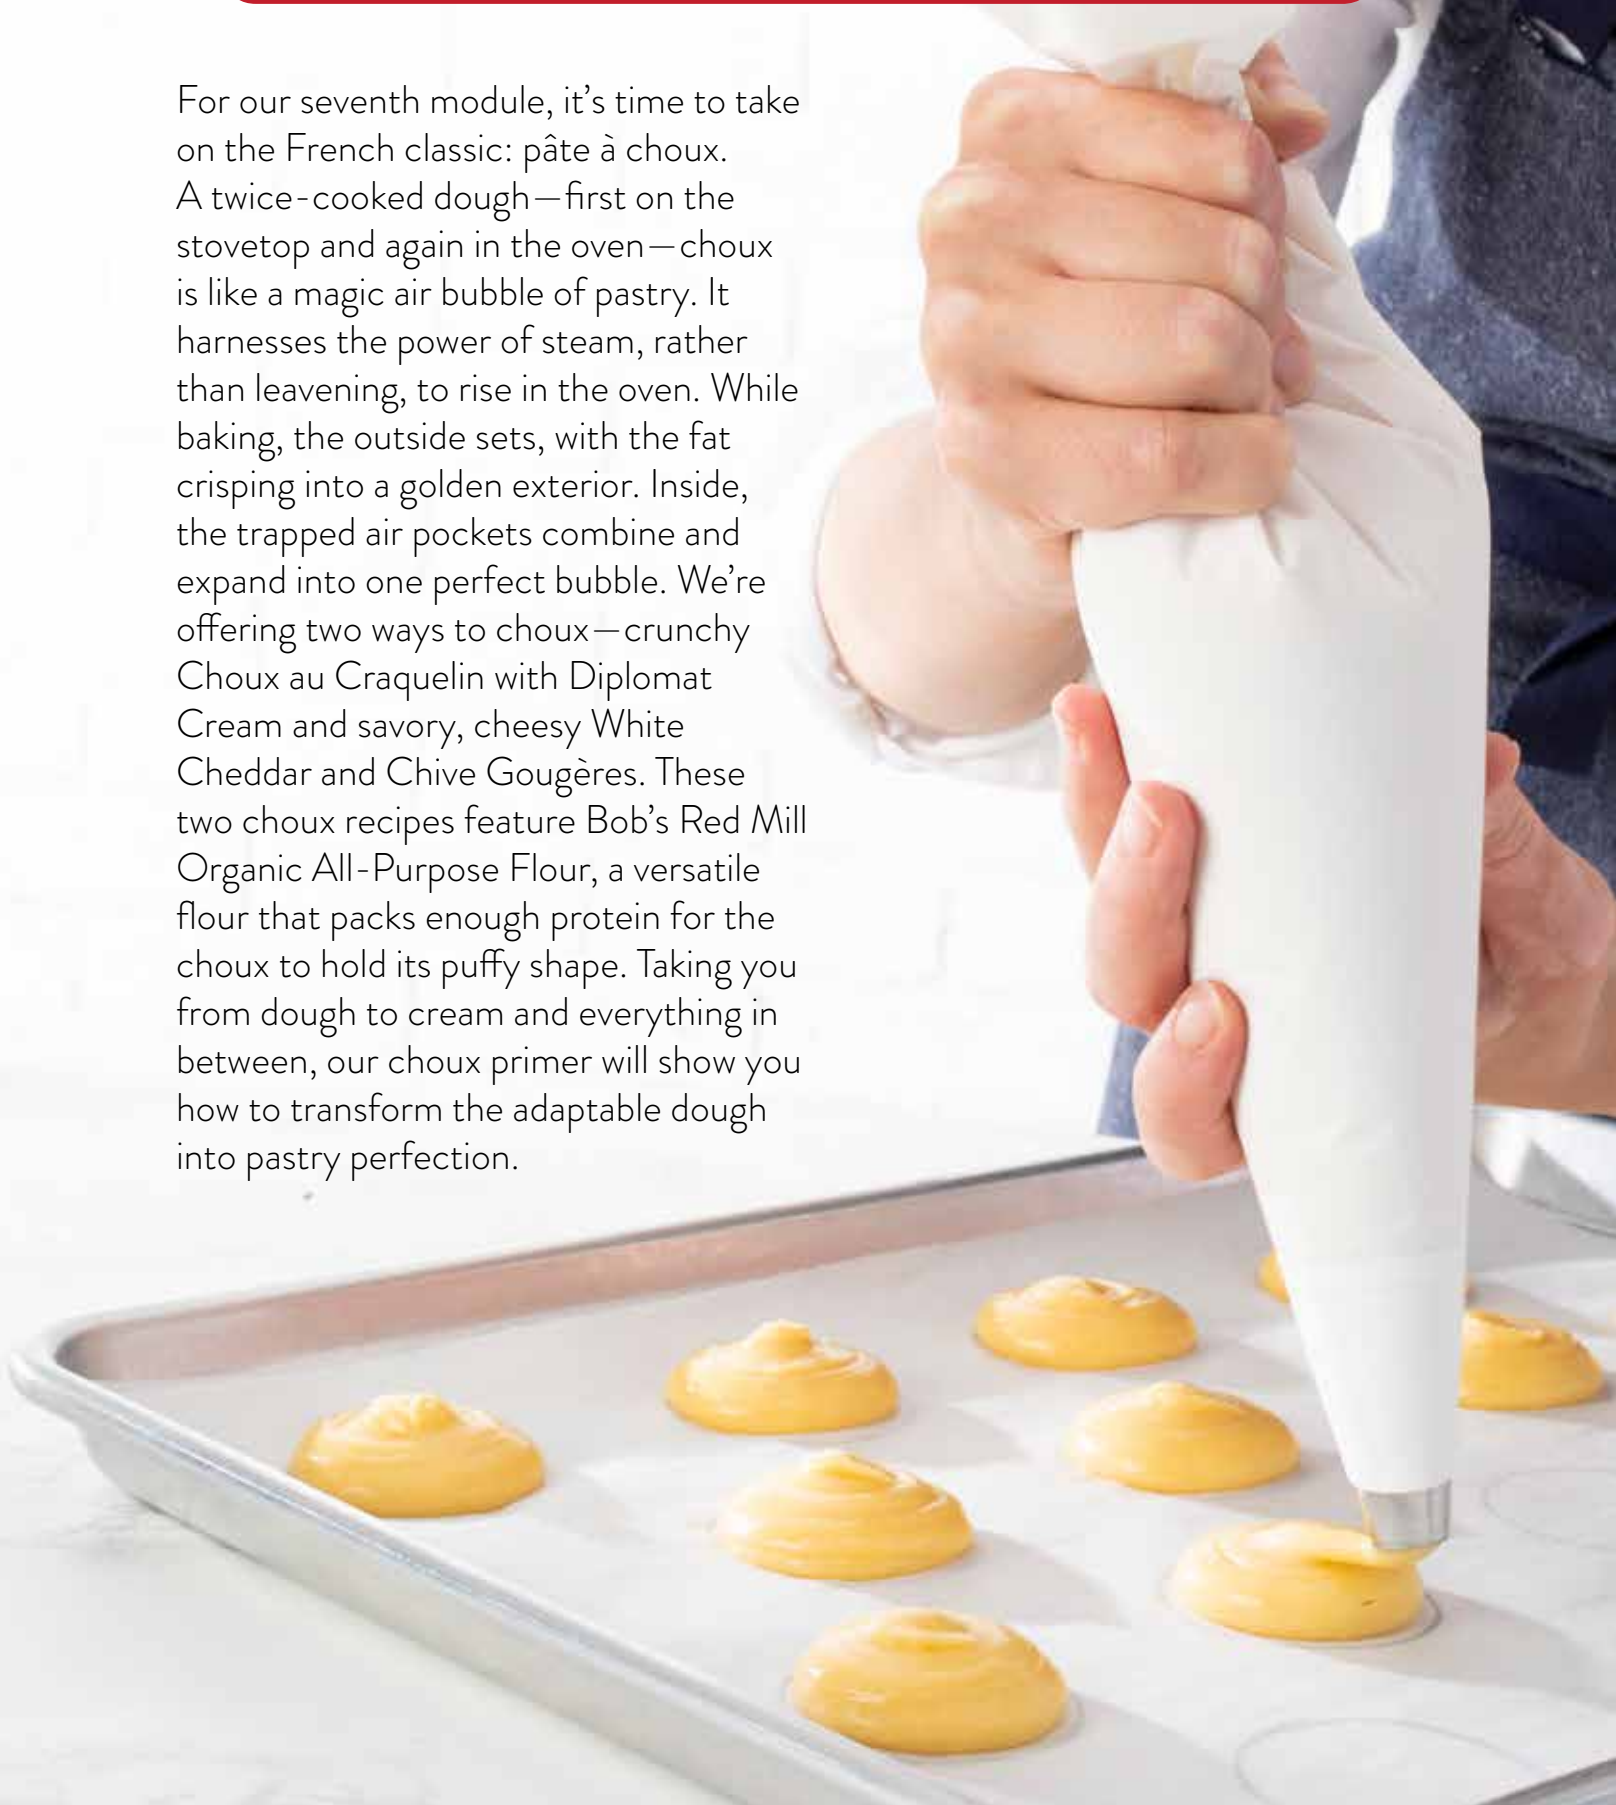 For our seventh module, it’s time to take
on the French classic: pâte à choux.
A twice-cooked dough—first on the
stovetop and again in the oven—choux
is like a magic air bubble of pastry. It
harnesses the power of steam, rather
than leavening, to rise in the oven. While
baking, the outside sets, with the fat
crisping into a golden exterior. Inside,
the trapped air pockets combine and
expand into one perfect bubble. We’re
offering two ways to choux—crunchy
Choux au Craquelin with Diplomat
Cream and savory, cheesy White
Cheddar and Chive Gougères. These
two choux recipes feature Bob’s Red Mill
Organic All-Purpose Flour, a versatile
flour that packs enough protein for the
choux to hold its puffy shape. Taking you
from dough to cream and everything in
between, our choux primer will show you
how to transform the adaptable dough
into pastry perfection.